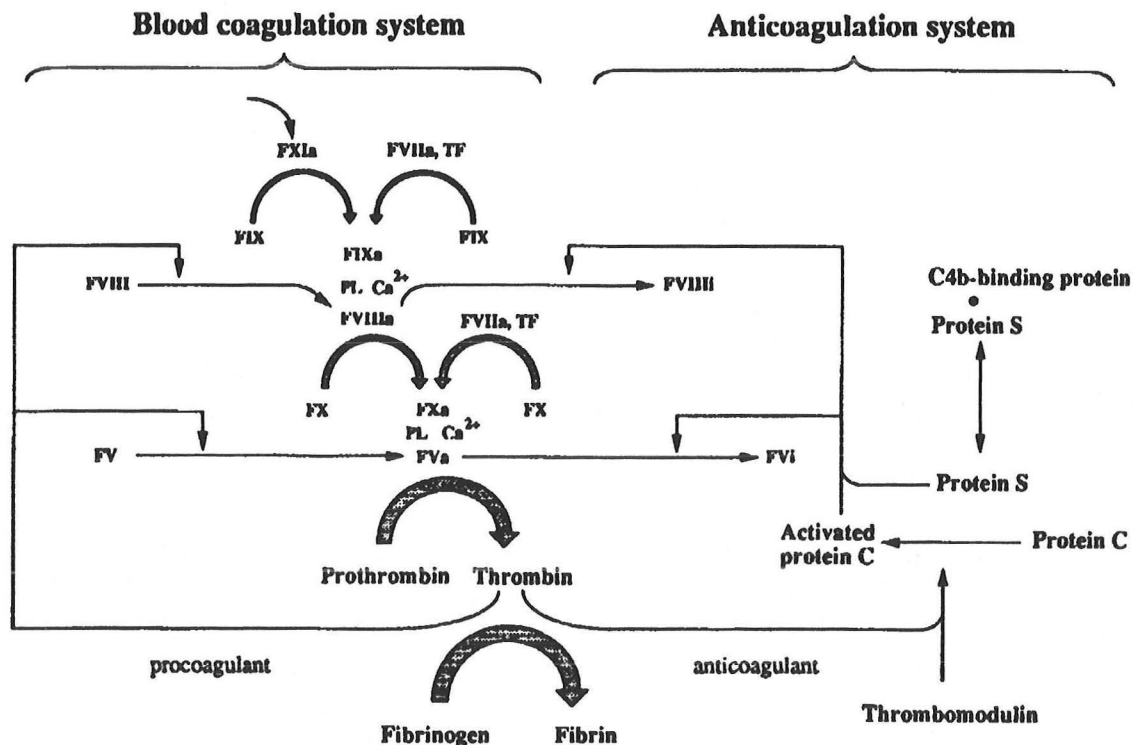 Blood coagulation system
Anticoagulation system
FXIa
FVIIa, TF
FIX
FIX
FIXa
PL Ca2+
FVIII
FVIIIa
FVIIIi
C4b-binding protein
Protein S
FVIIa, TF
FX
FXa
FX
PL Ca2+
FV
FVa
FVi
Protein S
Activated
protein C
Protein C
Prothrombin
Thrombin
procoagulant
anticoagulant
Thrombomodulin
Fibrinogen
Fibrin